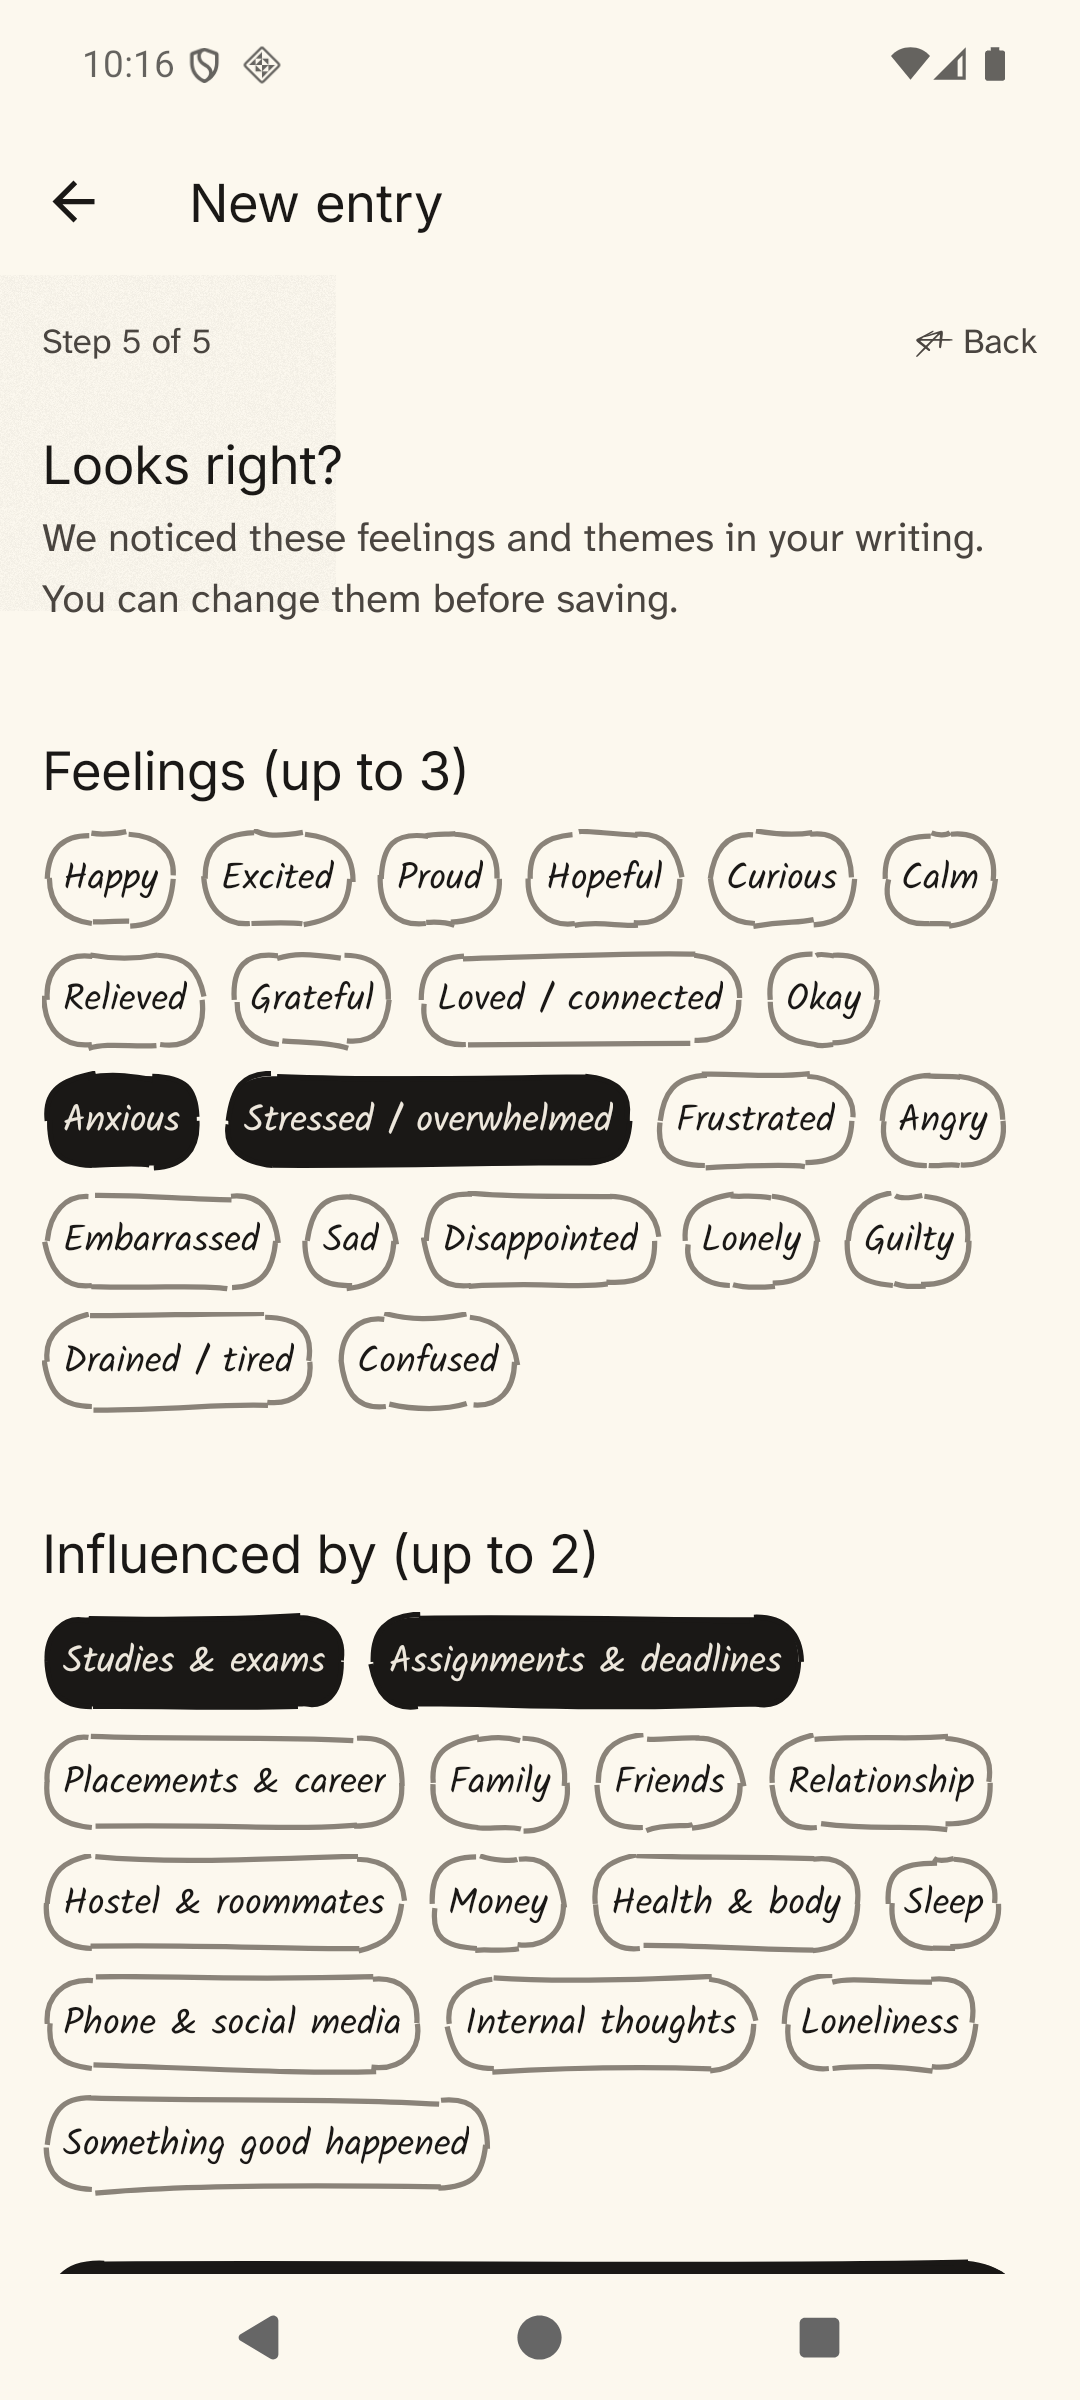 10:16
New entry
Step 5 of 5 Back
Looks right?
We noticed these feelings and themes in your writing.
You can change them before saving.
Feelings (up to 3)
Happy Excited Proud Hopeful Curious Calm
Relieved Grateful Loved / connected Okay
Anxious Stressed / overwhelmed Frustrated Angry
Embarrassed Sad Disappointed Lonely Guilty
Drained / tired Confused
Influenced by (up to 2)
Studies & exams Assignments & deadlines
Placements & career Family Friends Relationship
Hostel & roommates Money Health & body Sleep
Phone & social media Internal thoughts Loneliness
Something good happened